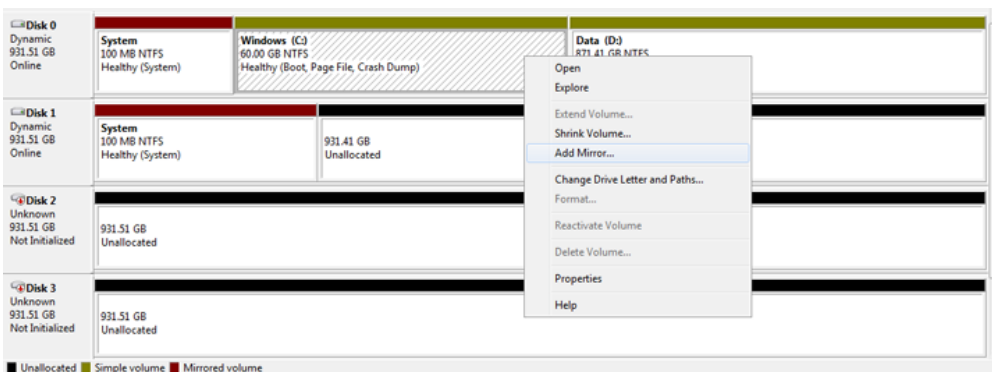 Disk 0
Dynamic
931.51 GB
Online
System
100 MB NTFS
Healthy (System)
Windows (C:)
60.00 GB NTFS
Healthy (Boot, Page File, Crash Dump)
Data (D:)
871.41 GB NTFS
Disk 1
Dynamic
931.51 GB
Online
System
100 MB NTFS
Healthy (System)
931.41 GB
Unallocated
Disk 2
Unknown
931.51 GB
Not Initialized
931.51 GB
Unallocated
Disk 3
Unknown
931.51 GB
Not Initialized
931.51 GB
Unallocated
Open
Explore
Extend Volume...
Shrink Volume...
Add Mirror...
Change Drive Letter and Paths...
Format...
Reactivate Volume
Delete Volume...
Properties
Help
Unallocated Simple volume Mirrored volume